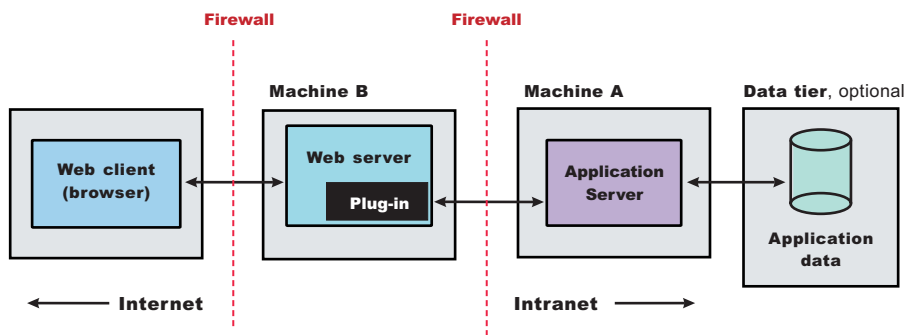 Firewall
Firewall
Machine B
Machine A
Data tier, optional
Web client
(browser)
Web server
Plug-in
Application
Server
Application
data
Internet
Intranet